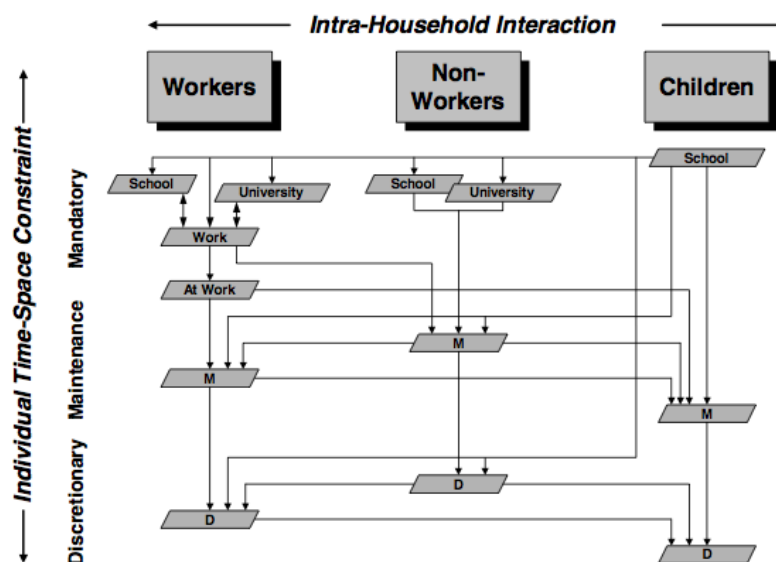 Intra-Household Interaction
Workers
Non-
Workers
Children
Individual Time-Space Constraint
Mandatory
Maintenance
Discretionary
School
School
University
School
University
Work
At Work
M
M
M
D
D
D